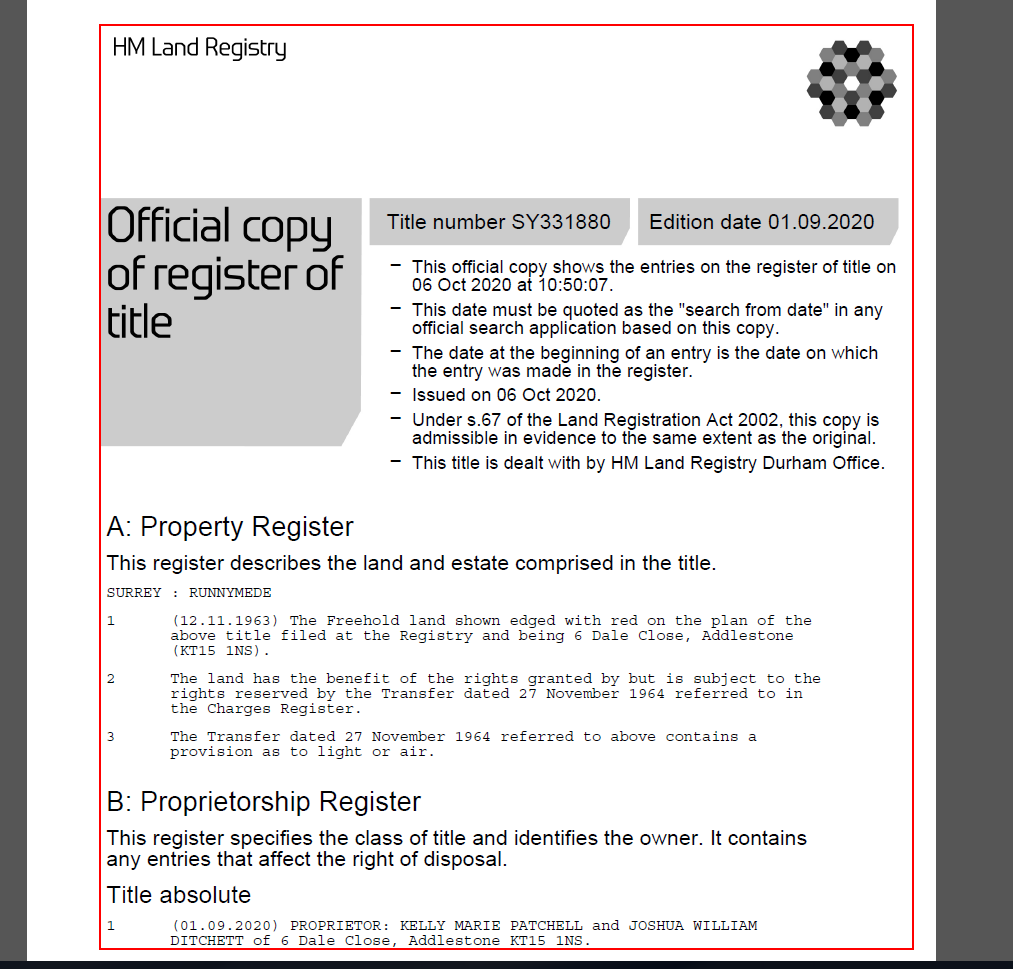 HM Land Registry
Official copy
of register of
title
Title number SY331880
Edition date 01.09.2020
– This official copy shows the entries on the register of title on
06 Oct 2020 at 10:50:07.
– This date must be quoted as the "search from date" in any
official search application based on this copy.
– The date at the beginning of an entry is the date on which
the entry was made in the register.
– Issued on 06 Oct 2020.
– Under s.67 of the Land Registration Act 2002, this copy is
admissible in evidence to the same extent as the original.
– This title is dealt with by HM Land Registry Durham Office.
A: Property Register
This register describes the land and estate comprised in the title.
SURREY : RUNNYMEDE
1 (12.11.1963) The Freehold land shown edged with red on the plan of the
above title filed at the Registry and being 6 Dale Close, Addlestone
(KT15 1NS).
2 The land has the benefit of the rights granted by but is subject to the
rights reserved by the Transfer dated 27 November 1964 referred to in
the Charges Register.
3 The Transfer dated 27 November 1964 referred to above contains a
provision as to light or air.
B: Proprietorship Register
This register specifies the class of title and identifies the owner. It contains
any entries that affect the right of disposal.
Title absolute
1 (01.09.2020) PROPRIETOR: KELLY MARIE PATCHELL and JOSHUA WILLIAM
DITCHETT of 6 Dale Close, Addlestone KT15 1NS.